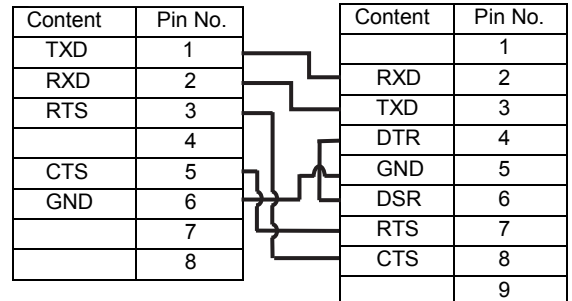 Content Pin No.
TXD 1
RXD 2
RTS 3
4
CTS 5
GND 6
7
8
Content Pin No.
1
RXD 2
TXD 3
DTR 4
GND 5
DSR 6
RTS 7
CTS 8
9